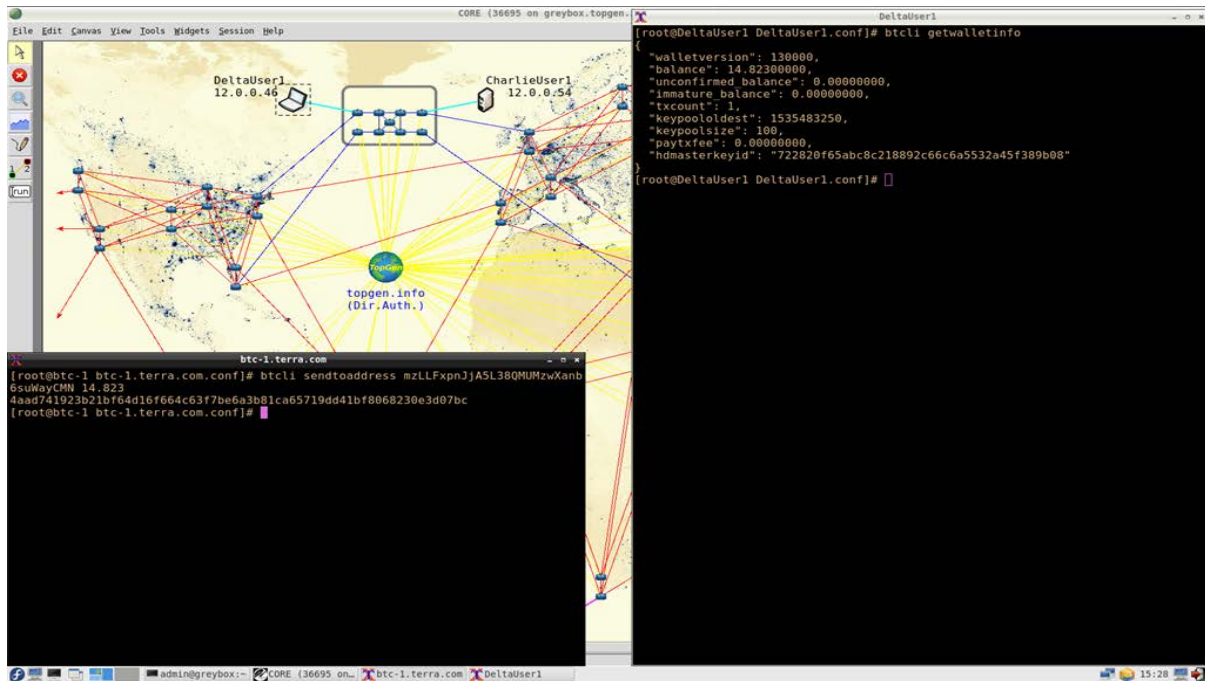 CORE (36695 on greybox.topgen.
File Edit Canvas View Tools Widgets Session Help
DeltaUser1
12.0.0.46
CharlieUser1
12.0.0.54
1 2
run
TopGen
topgen.info
(Dir.Auth.)
btc-1.terra.com
[root@btc-1 btc-1.terra.com.conf]# btcli sendtoaddress mzLLFxpnJjA5L38QMUMzwXanb
6suWayCMN 14.823
4aad741923b21bf64d16f664c63f7be6a3b81ca65719dd41bf8068230e3d07bc
[root@btc-1 btc-1.terra.com.conf]#
DeltaUser1
[root@DeltaUser1 DeltaUser1.conf]# btcli getwalletinfo
{
"walletversion": 130000,
"balance": 14.82300000,
"unconfirmed_balance": 0.00000000,
"immature_balance": 0.00000000,
"txcount": 1,
"keypoololdest": 1535483250,
"keypoolsize": 100,
"paytxfee": 0.00000000,
"hdmasterkeyid": "722820f65abc8c218892c66c6a5532a45f389b08"
}
[root@DeltaUser1 DeltaUser1.conf]#
admin@greybox:~ CORE (36695 on… btc-1.terra.com DeltaUser1 15:28